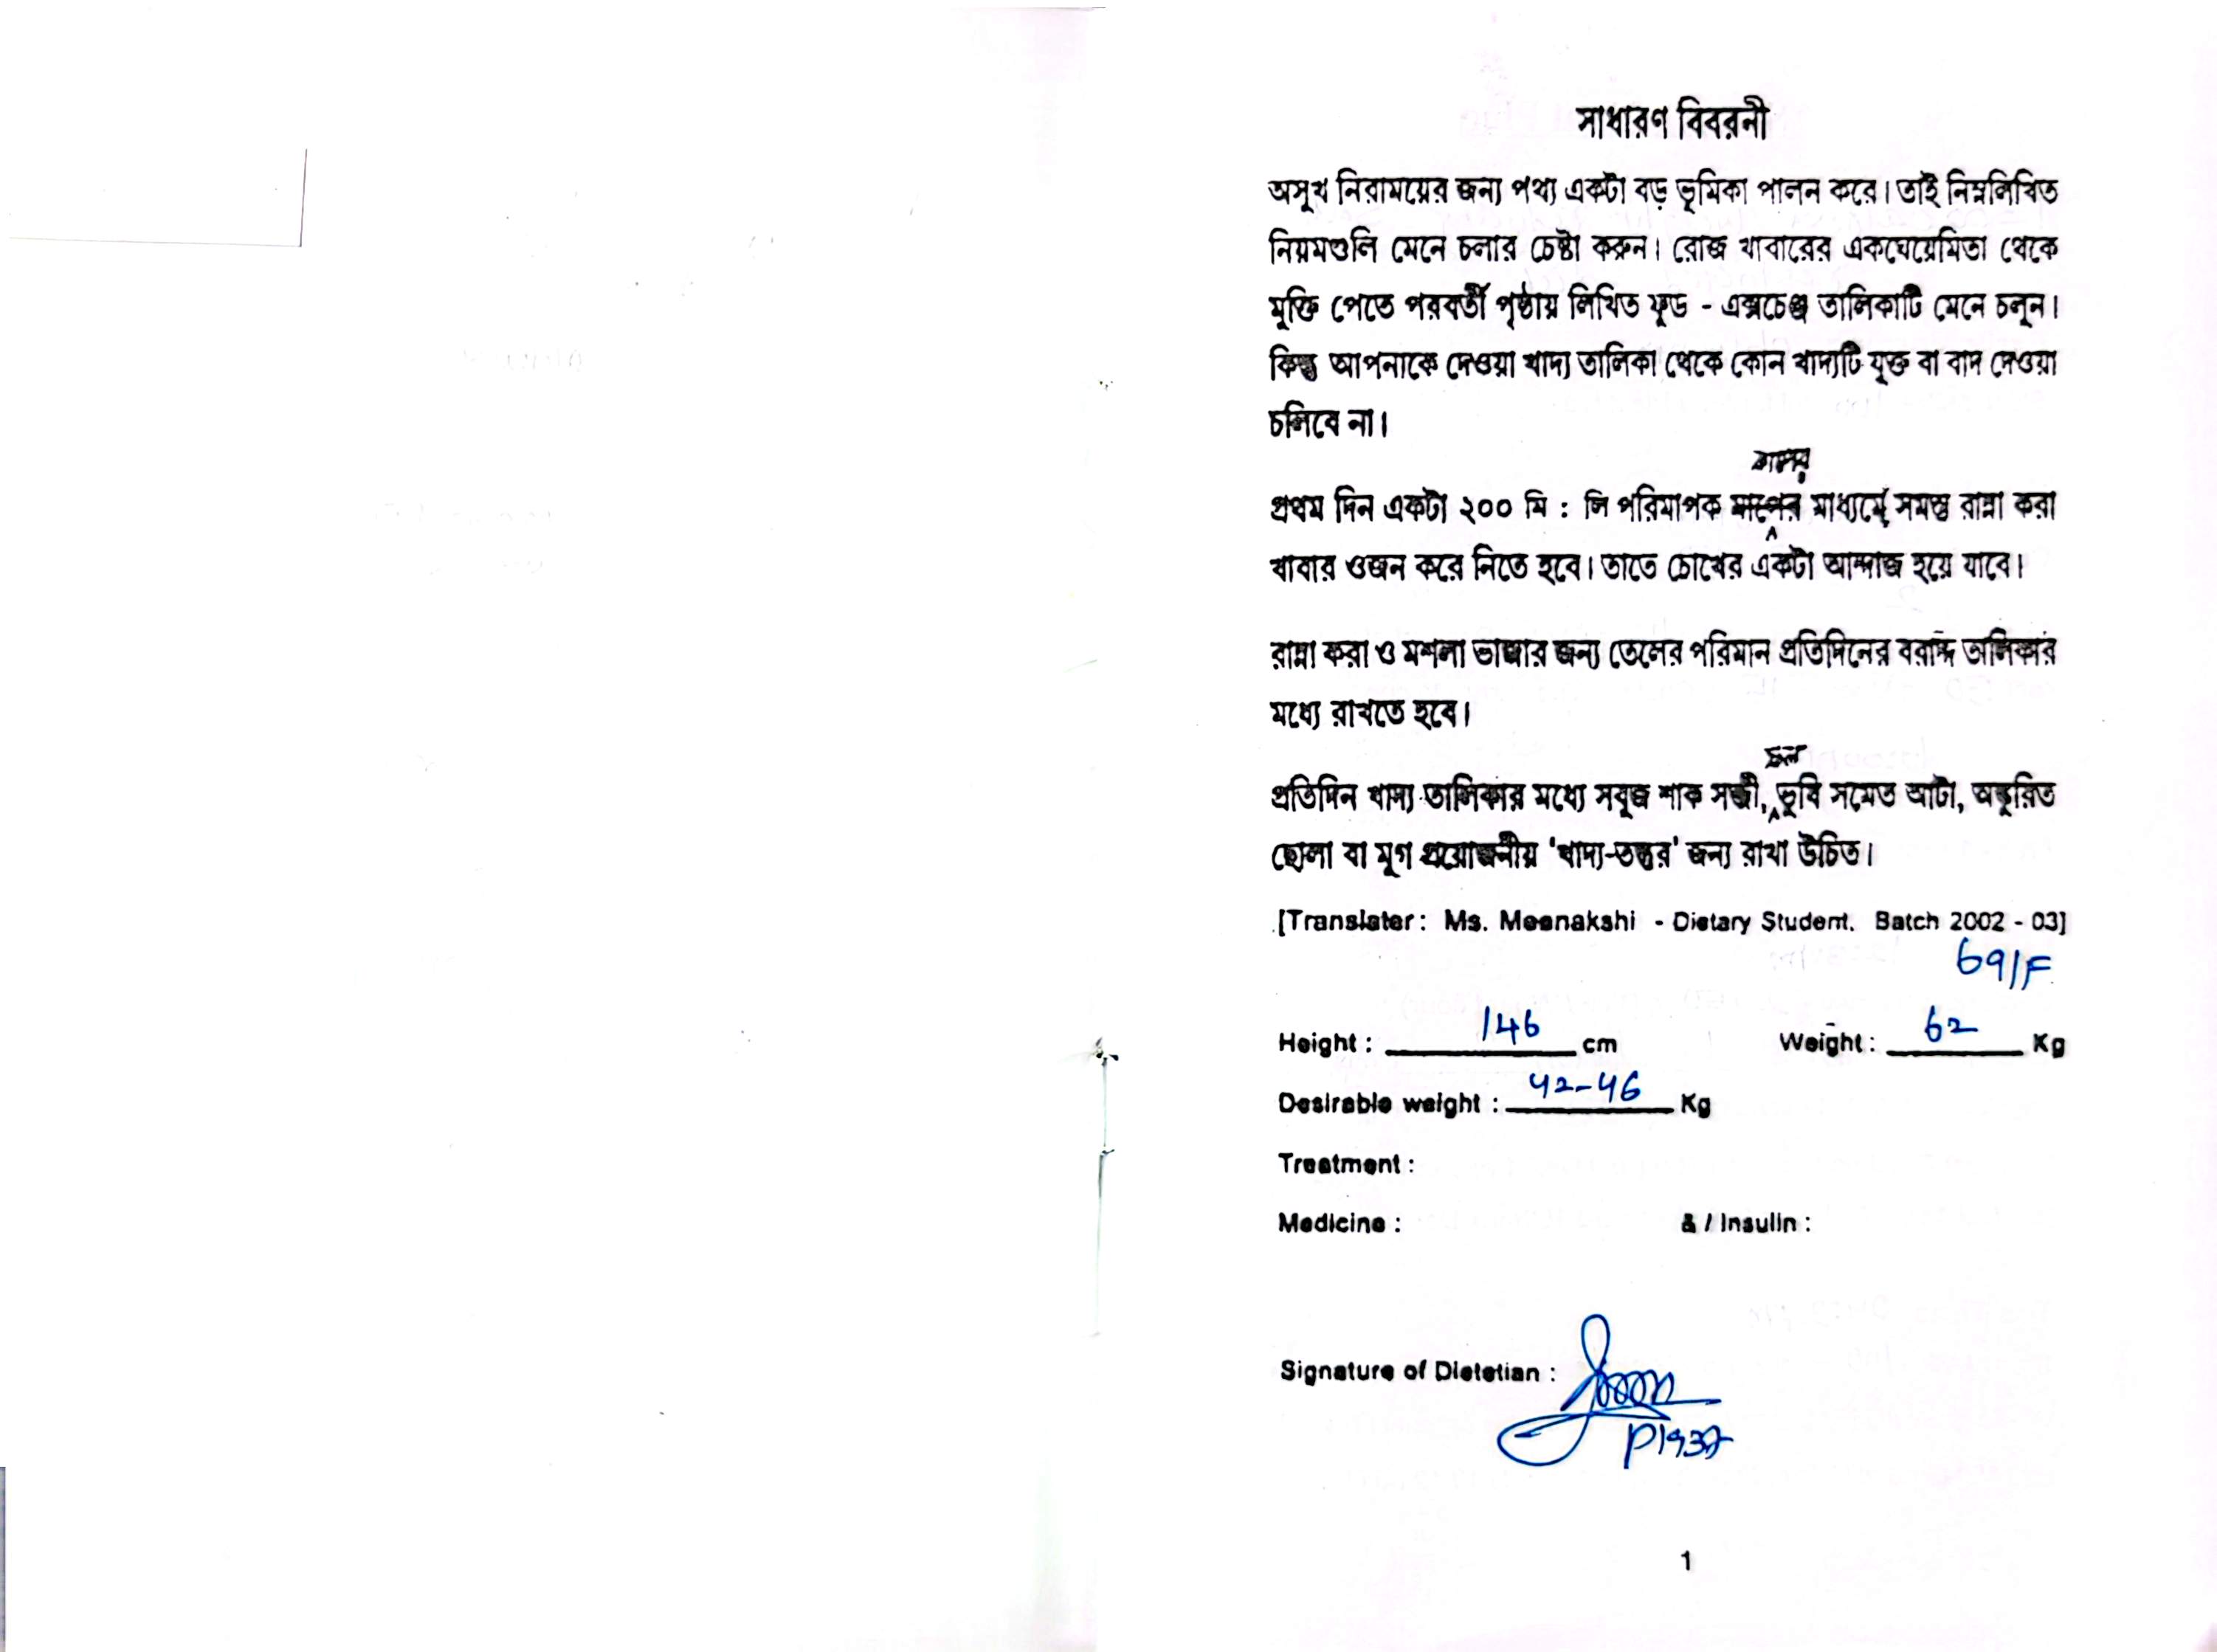 সাধারণ বিবরনী
অসুখ নিরাময়ের জন্য পথ্য একটা বড় ভূমিকা পালন করে। তাই নিম্নলিখিত
নিয়মগুলি মেনে চলার চেষ্টা করুন। রোজ খাবারের একঘেয়েমিতা থেকে
মুক্তি পেতে পরবর্তী পৃষ্ঠায় লিখিত ফুড - এক্সচেঞ্জ তালিকাটি মেনে চলুন।
কিন্তু আপনাকে দেওয়া খাদ্য তালিকা থেকে কোন খাদ্যটি যুক্ত বা বাদ দেওয়া
চলিবে না।
প্রথম দিন একটা ২০০ মি : লি পরিমাপক মাপের মাধ্যমে সমস্ত রান্না করা
খাবার ওজন করে নিতে হবে। তাতে চোখের একটা আন্দাজ হয়ে যাবে।
রান্না করা ও মশলা ভাজার জন্য তেলের পরিমান প্রতিদিনের বরাদ্দ তালিকার
মধ্যে রাখতে হবে।
ফল
প্রতিদিন খাদ্য তালিকার মধ্যে সবুজ শাক সব্জী, ভুবি সমেত আটা, অঙ্কুরিত
ছোলা বা মুগ প্রয়োজনীয় 'খাদ্য-তন্তুর' জন্য রাখা উচিত।
[Translater : Ms. Meenakshi - Dietary Student. Batch 2002 - 03]
69/F
Height : 146 cm Weight : 62 Kg
Desirable weight : 42-46 Kg
Treatment :
Medicine : & / Insulin :
Signature of Dietetian :
1